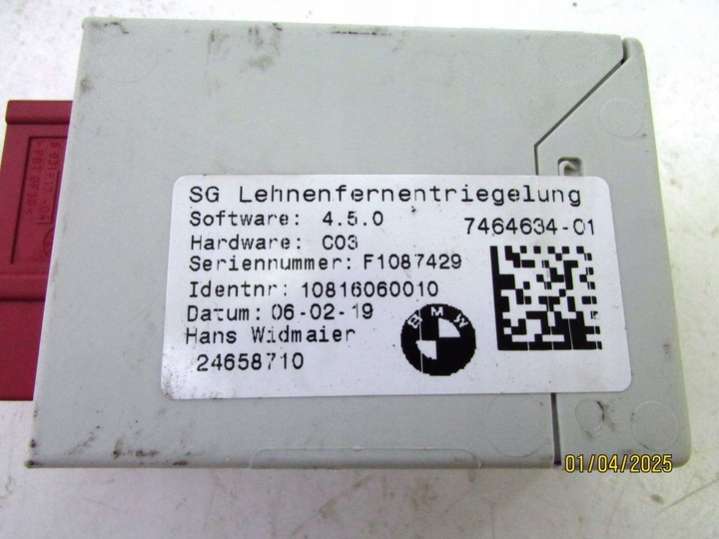 SG Lehnenfernentriegelung
Software: 4.5.0
7464634-01
Hardware: C03
Seriennummer: F1087429
Identnr: 10816060010
Datum: 06-02-19
Hans Widmaier
24658710
BMW
01/04/2025